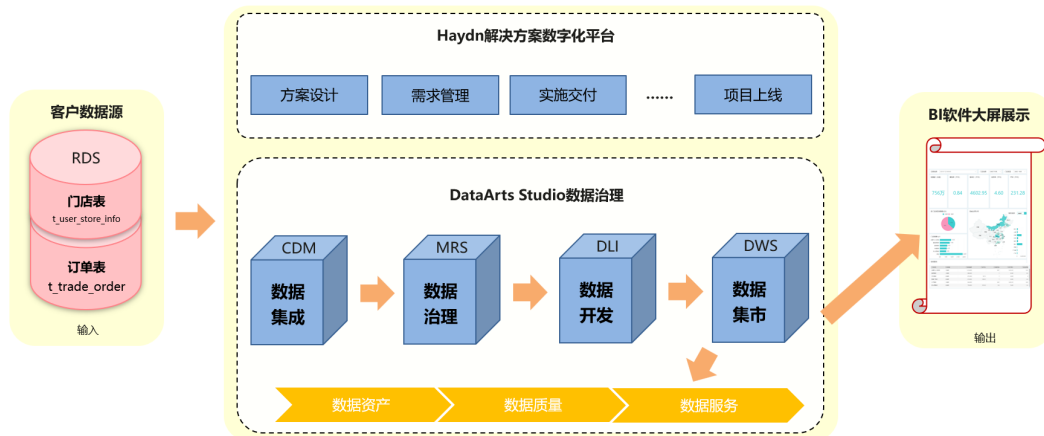 Haydn解决方案数字化平台
方案设计
需求管理
实施交付
......
项目上线
客户数据源
RDS
门店表
t_user_store_info
订单表
t_trade_order
输入
DataArts Studio数据治理
CDM
数据
集成
MRS
数据
治理
DLI
数据
开发
DWS
数据
集市
数据资产
数据质量
数据服务
BI软件大屏展示
输出